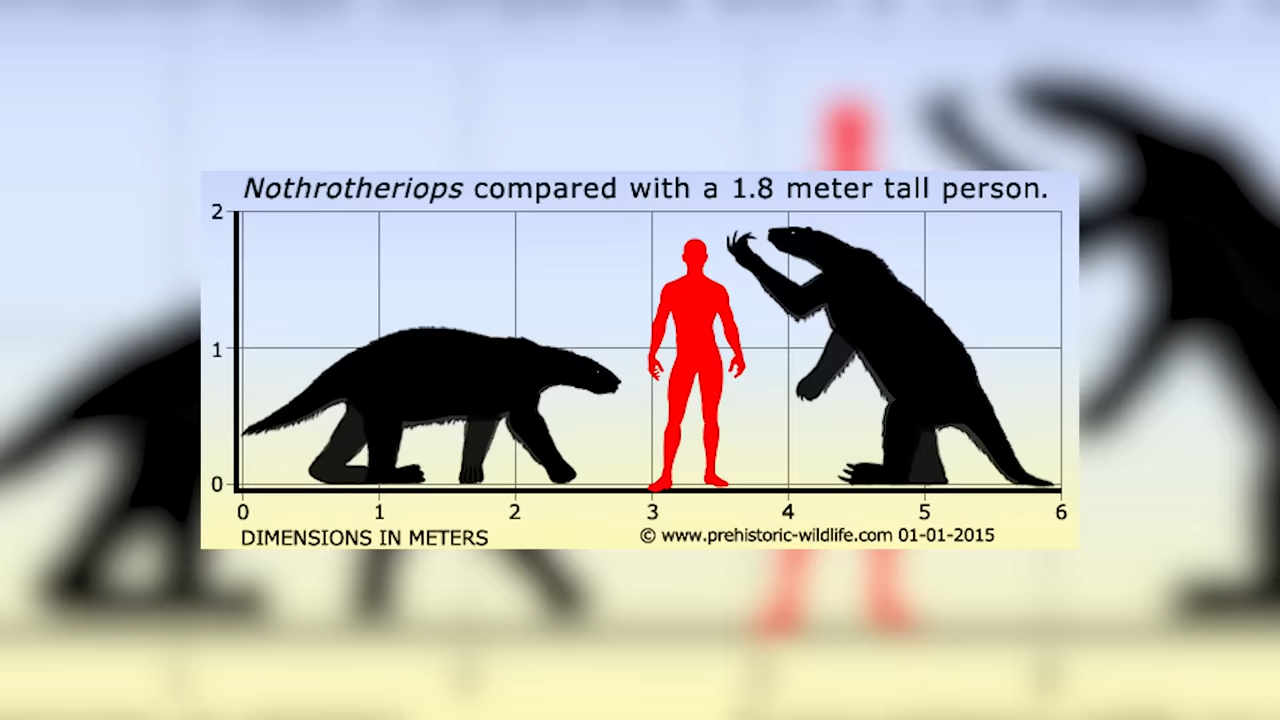 Nothrotheriops compared with a 1.8 meter tall person.
2
1
0
0 1 2 3 4 5 6
DIMENSIONS IN METERS
© www.prehistoric-wildlife.com 01-01-2015